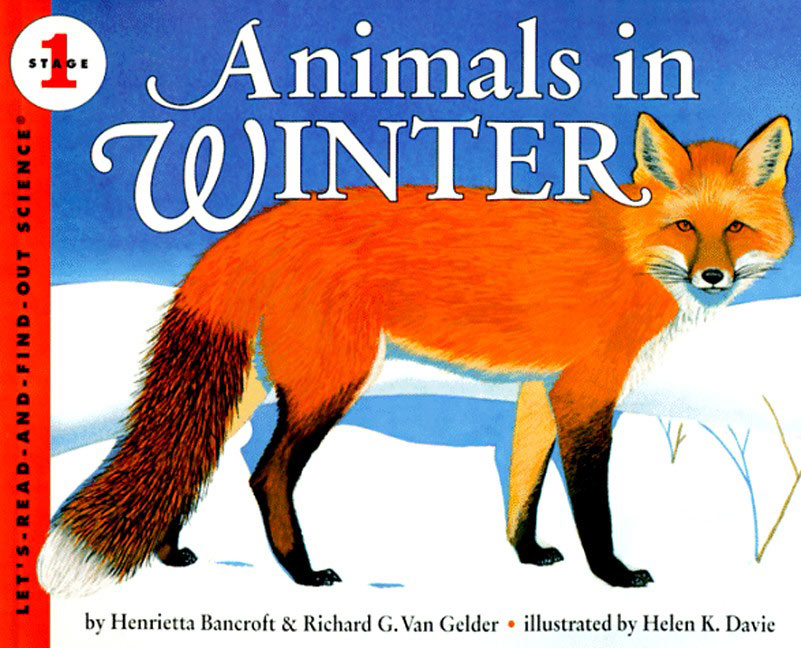 STAGE 1
Animals in
WINTER
LET'S-READ-AND-FIND-OUT SCIENCE®
by Henrietta Bancroft & Richard G. Van Gelder • illustrated by Helen K. Davie